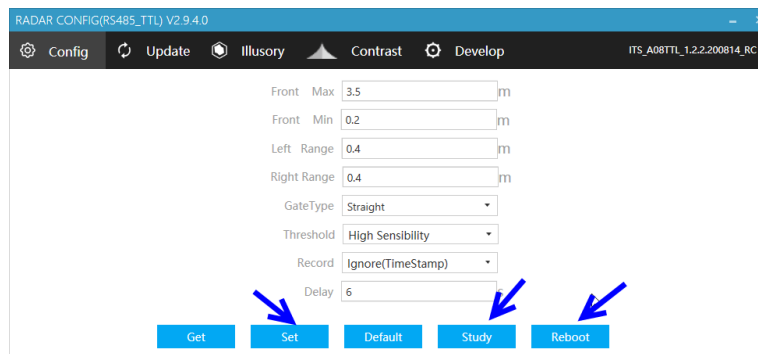 RADAR CONFIG(RS485_TTL) V2.9.4.0
Config Update Illusory Contrast Develop ITS_A08TTL_1.2.2.200814_RC
Front Max 3.5 m
Front Min 0.2 m
Left Range 0.4 m
Right Range 0.4 m
GateType Straight
Threshold High Sensibility
Record Ignore(TimeStamp)
Delay 6
Get Set Default Study Reboot